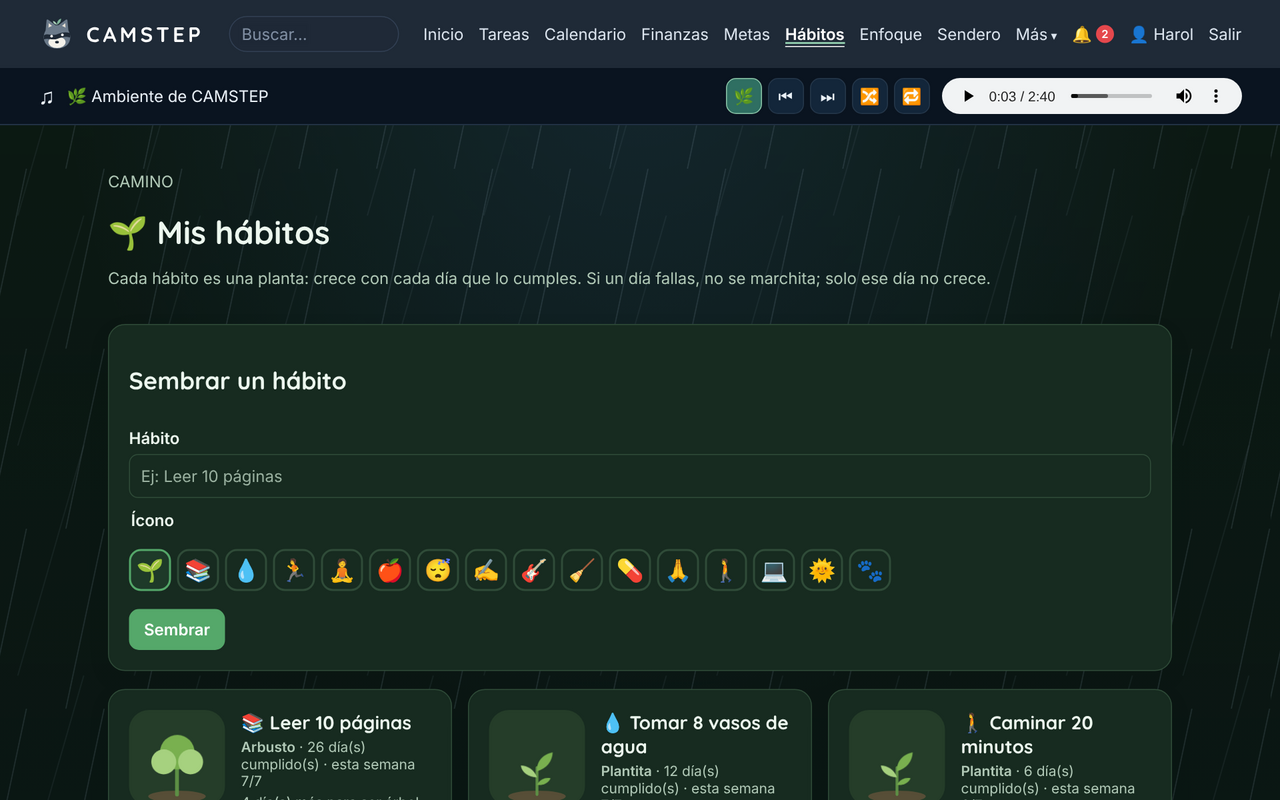 CAMSTEP
Buscar...
Inicio Tareas Calendario Finanzas Metas Hábitos Enfoque Sendero Más ▾ 2 Harol Salir
Ambiente de CAMSTEP
0:03 / 2:40
CAMINO
Mis hábitos
Cada hábito es una planta: crece con cada día que lo cumples. Si un día fallas, no se marchita; solo ese día no crece.
Sembrar un hábito
Hábito
Ej: Leer 10 páginas
Ícono
Sembrar
Leer 10 páginas
Arbusto · 26 día(s)
cumplido(s) · esta semana
7/7
Tomar 8 vasos de
agua
Plantita · 12 día(s)
cumplido(s) · esta semana
Caminar 20
minutos
Plantita · 6 día(s)
cumplido(s) · esta semana